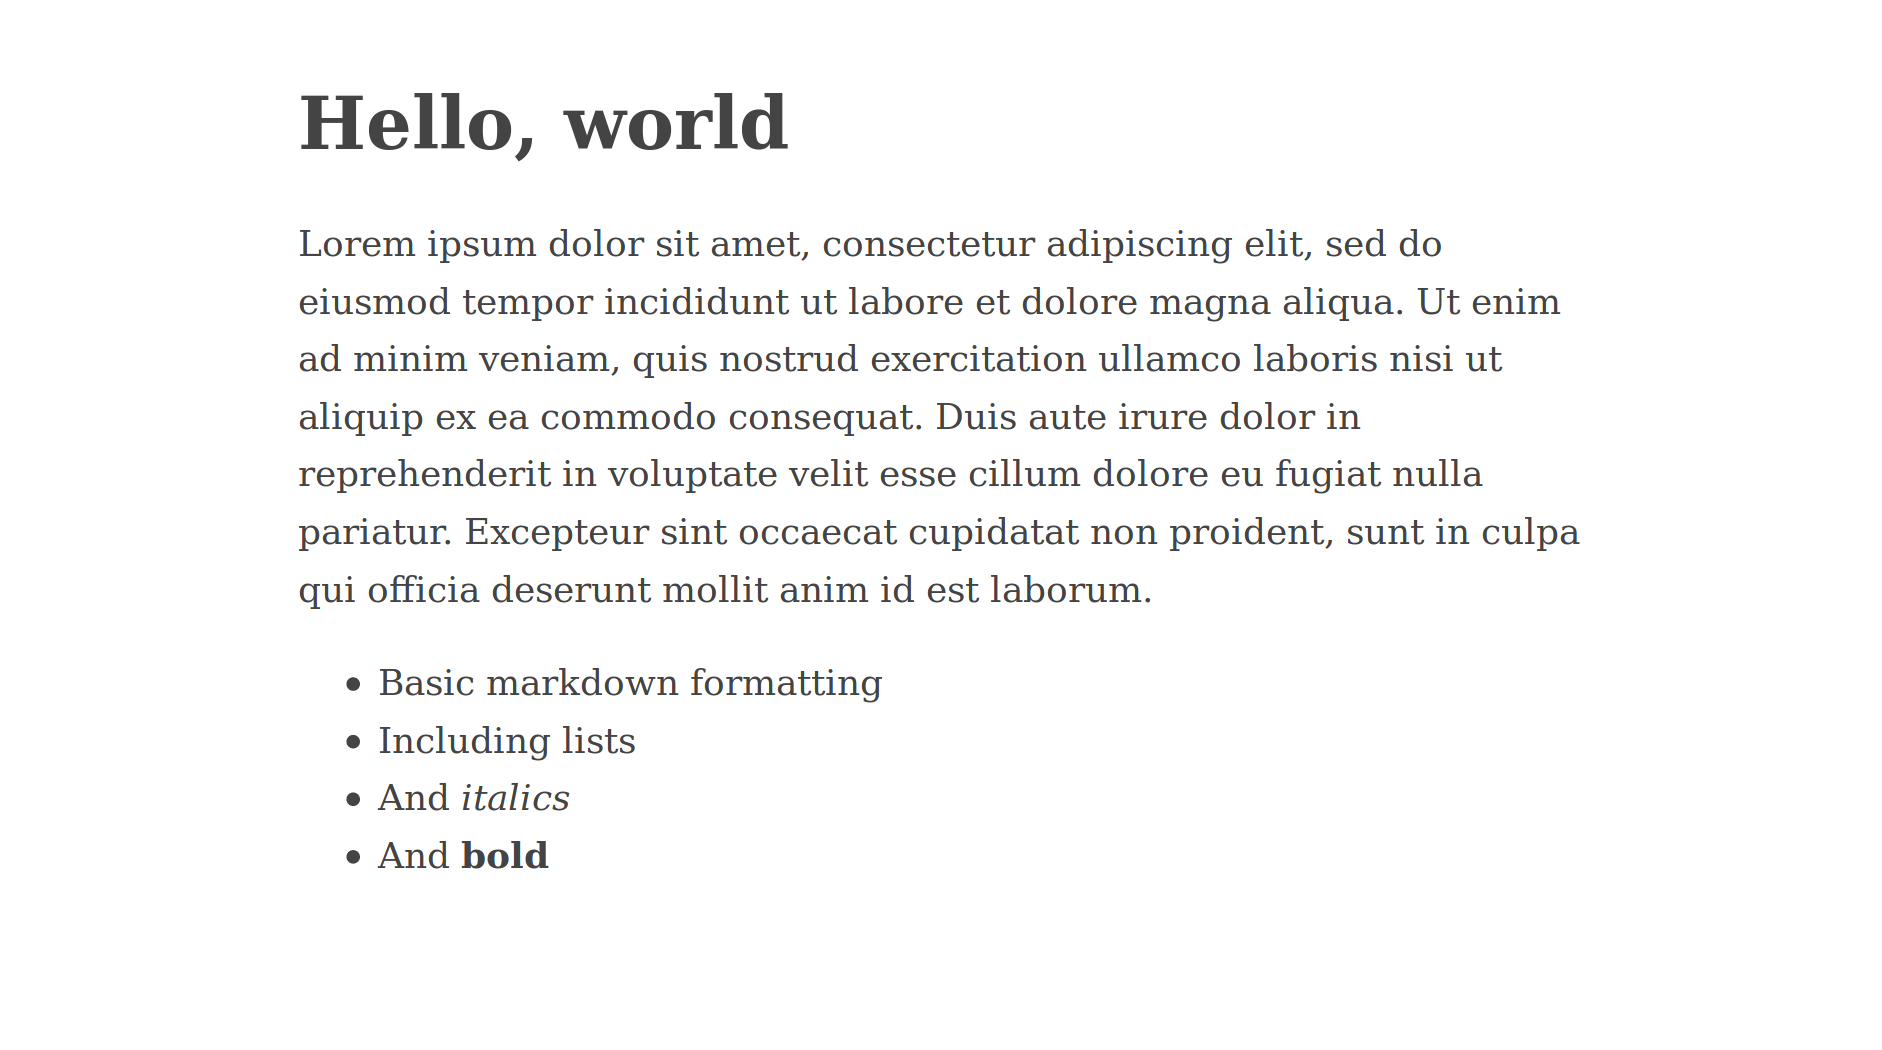 Hello, world
Lorem ipsum dolor sit amet, consectetur adipiscing elit, sed do
eiusmod tempor incididunt ut labore et dolore magna aliqua. Ut enim
ad minim veniam, quis nostrud exercitation ullamco laboris nisi ut
aliquip ex ea commodo consequat. Duis aute irure dolor in
reprehenderit in voluptate velit esse cillum dolore eu fugiat nulla
pariatur. Excepteur sint occaecat cupidatat non proident, sunt in culpa
qui officia deserunt mollit anim id est laborum.
• Basic markdown formatting
• Including lists
• And italics
• And bold